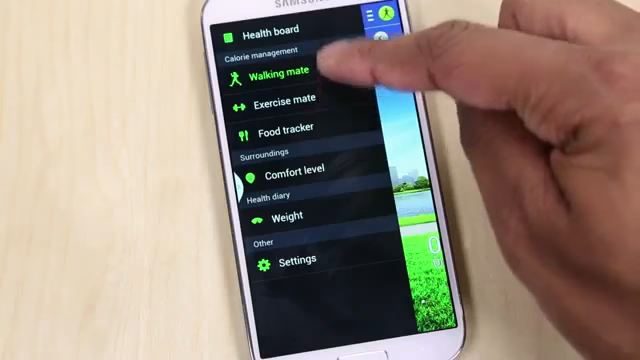 SAMSUNG
Health board
Calorie management
Walking mate
Exercise mate
Food tracker
Surroundings
Comfort level
Health diary
Weight
Other
Settings
0